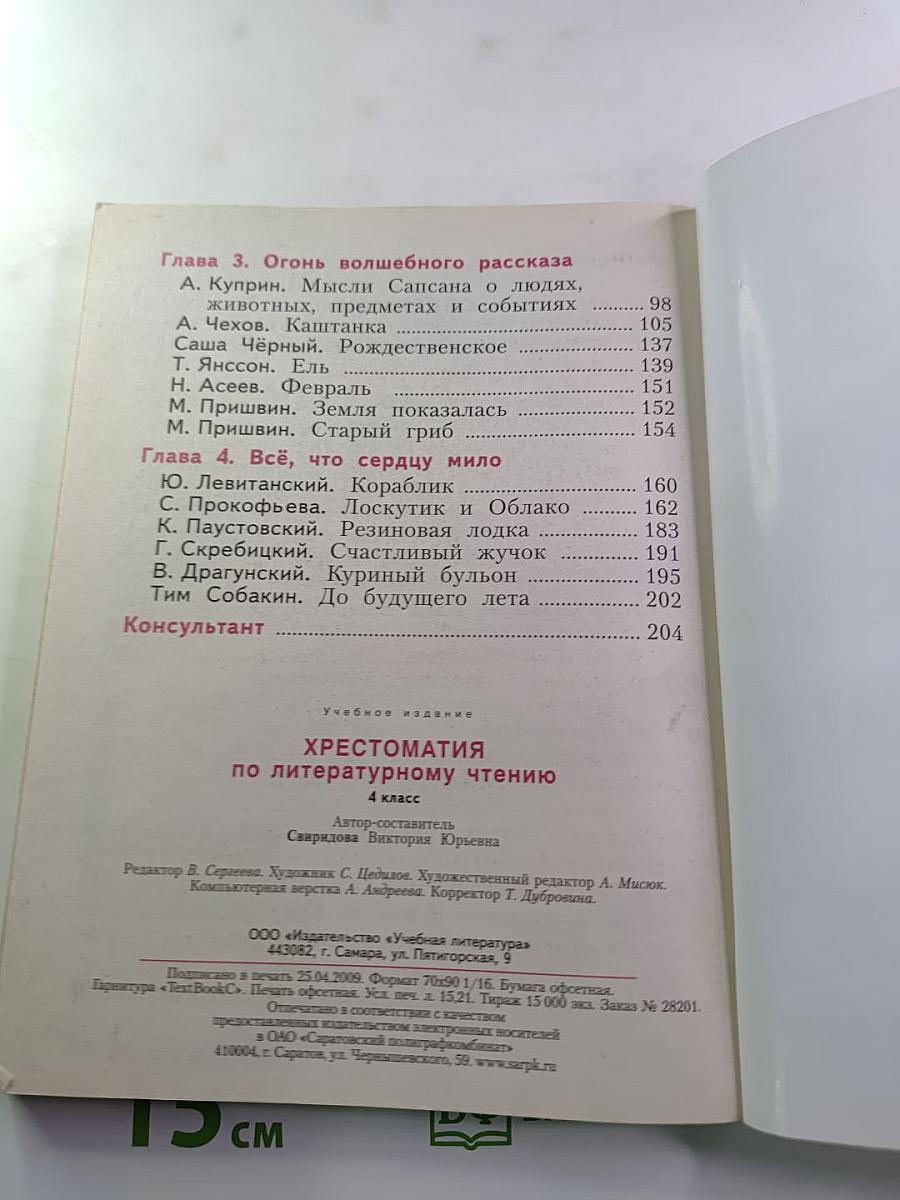 Глава 3. Огонь волшебного рассказа
А. Куприн. Мысли Сапсана о людях,
животных, предметах и событиях .......... 98
А. Чехов. Каштанка .......... 105
Саша Чёрный. Рождественское .......... 137
Т. Янссон. Ель .......... 139
Н. Асеев. Февраль .......... 151
М. Пришвин. Земля показалась .......... 152
М. Пришвин. Старый гриб .......... 154
Глава 4. Всё, что сердцу мило
Ю. Левитанский. Кораблик .......... 160
С. Прокофьева. Лоскутик и Облако .......... 162
К. Паустовский. Резиновая лодка .......... 183
Г. Скребицкий. Счастливый жучок .......... 191
В. Драгунский. Куриный бульон .......... 195
Тим Собакин. До будущего лета .......... 202
Консультант .......... 204
Учебное издание
ХРЕСТОМАТИЯ
по литературному чтению
4 класс
Автор-составитель
Свиридова Виктория Юрьевна
Редактор В. Сергеева. Художник С. Цедилов. Художественный редактор А. Мисюк.
Компьютерная верстка А. Андреева. Корректор Т. Дубровина.
ООО «Издательство «Учебная литература»
443082, г. Самара, ул. Пятигорская, 9
Подписано в печать 25.04.2009. Формат 70х90 1/16. Бумага офсетная.
Гарнитура «TextBookC». Печать офсетная. Усл. печ. л. 15,21. Тираж 15 000 экз. Заказ № 28201.
Отпечатано в соответствии с качеством
предоставленных издательством электронных носителей
в ОАО «Саратовский полиграфкомбинат»
410004, г. Саратов, ул. Чернышевского, 59. www.sarpk.ru
15 см